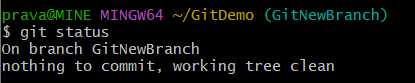 prava@MINE MINGW64 ~/GitDemo (GitNewBranch)
$ git status
On branch GitNewBranch
nothing to commit, working tree clean